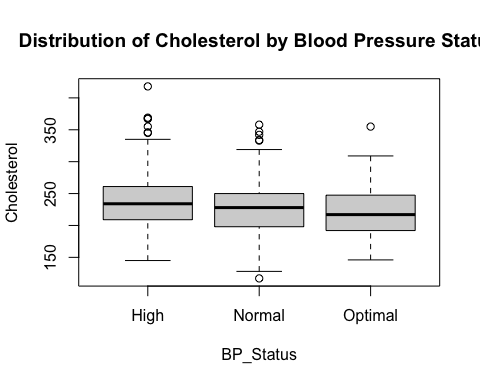 Distribution of Cholesterol by Blood Pressure Statu
Cholesterol
350
250
150
High Normal Optimal
BP_Status